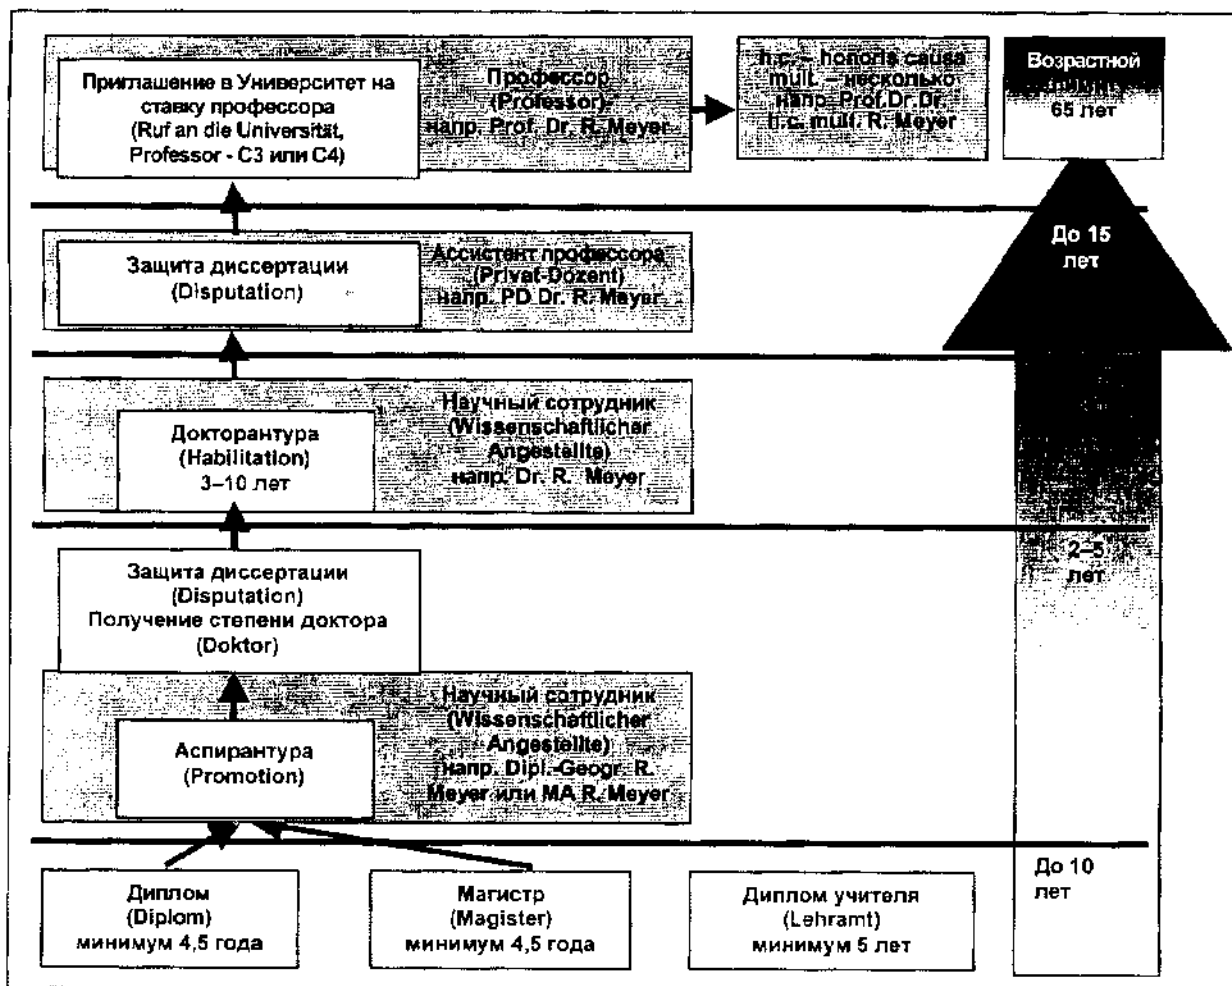 Приглашение в Университет на
ставку профессора
(Ruf an die Universität,
Professor - C3 или C4)
Профессор
(Professor)
напр. Prof. Dr. R. Meyer
h.c. – honoris causa
mult. – несколько
напр. Prof.Dr.Dr.
h.c. mult. R. Meyer
Возрастной
65 лет
До 15
лет
Защита диссертации
(Disputation)
Ассистент профессора
(Privat-Dozent)
напр. PD Dr. R. Meyer
Докторантура
(Habilitation)
3–10 лет
Научный сотрудник
(Wissenschaftlicher
Angestellte)
напр. Dr. R. Meyer
Защита диссертации
(Disputation)
Получение степени доктора
(Doktor)
2–5
лет
Аспирантура
(Promotion)
Научный сотрудник
(Wissenschaftlicher
Angestellte)
напр. Dipl.-Geogr. R.
Meyer или MA R. Meyer
Диплом
(Diplom)
минимум 4,5 года
Магистр
(Magister)
минимум 4,5 года
Диплом учителя
(Lehramt)
минимум 5 лет
До 10
лет